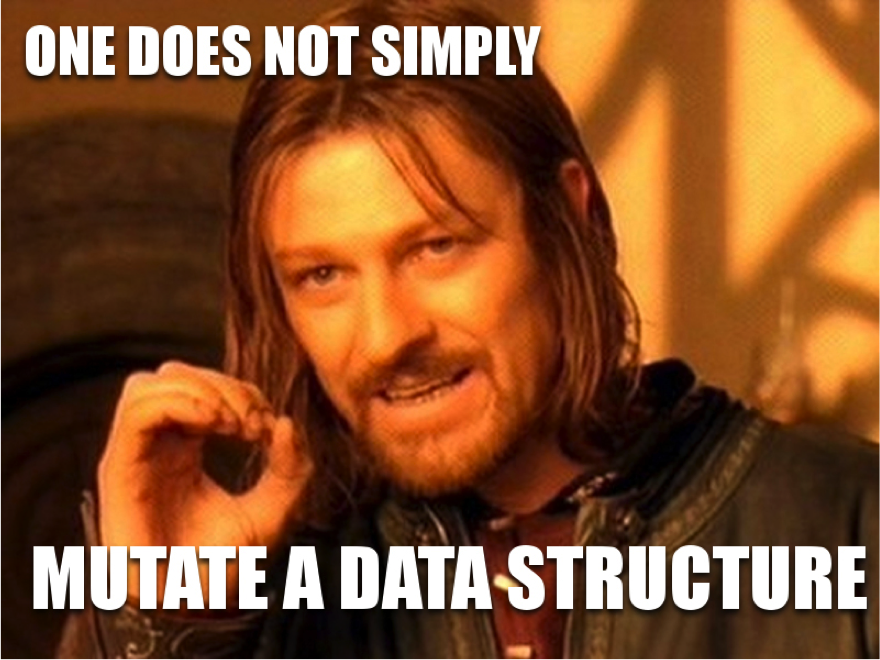 ONE DOES NOT SIMPLY
MUTATE A DATA STRUCTURE